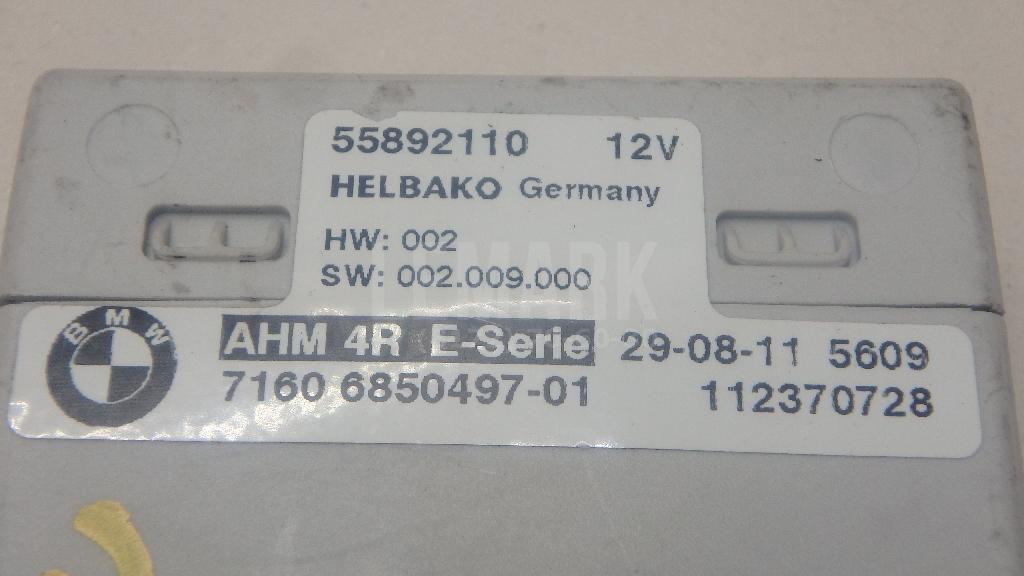 55892110 12V
HELBAKO Germany
HW: 002
SW: 002.009.000
BMW
AHM 4R E-Serie 29-08-11 5609
7160 6850497-01 112370728